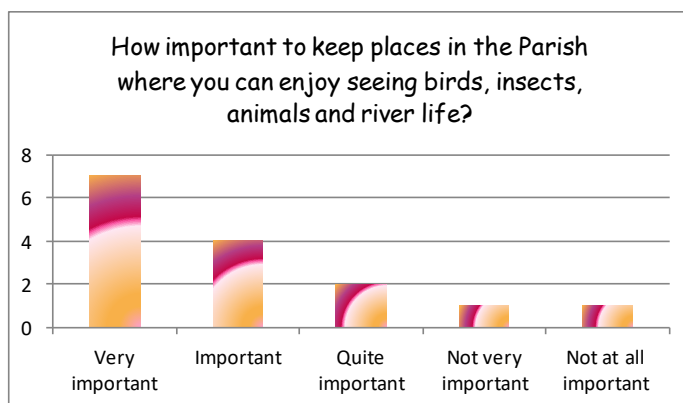 How important to keep places in the Parish
where you can enjoy seeing birds, insects,
animals and river life?
8
6
4
2
0
Very important
Important
Quite important
Not very important
Not at all important